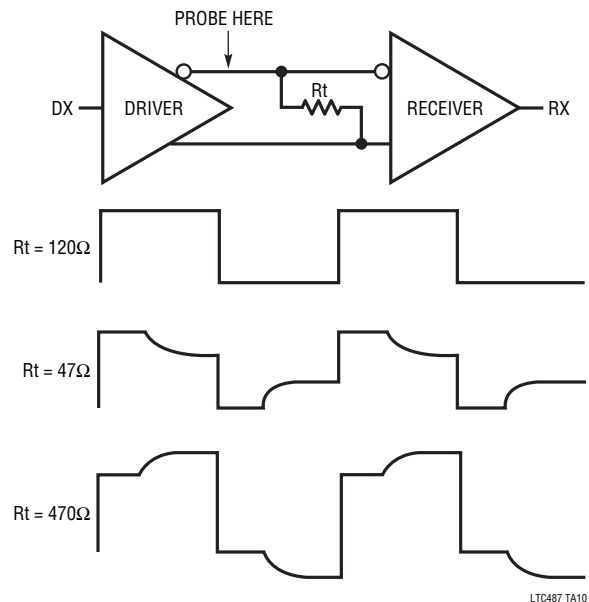 PROBE HERE
Rt
DX
DRIVER
RECEIVER
RX
Rt = 120Ω
Rt = 47Ω
Rt = 470Ω
LTC487 TA10